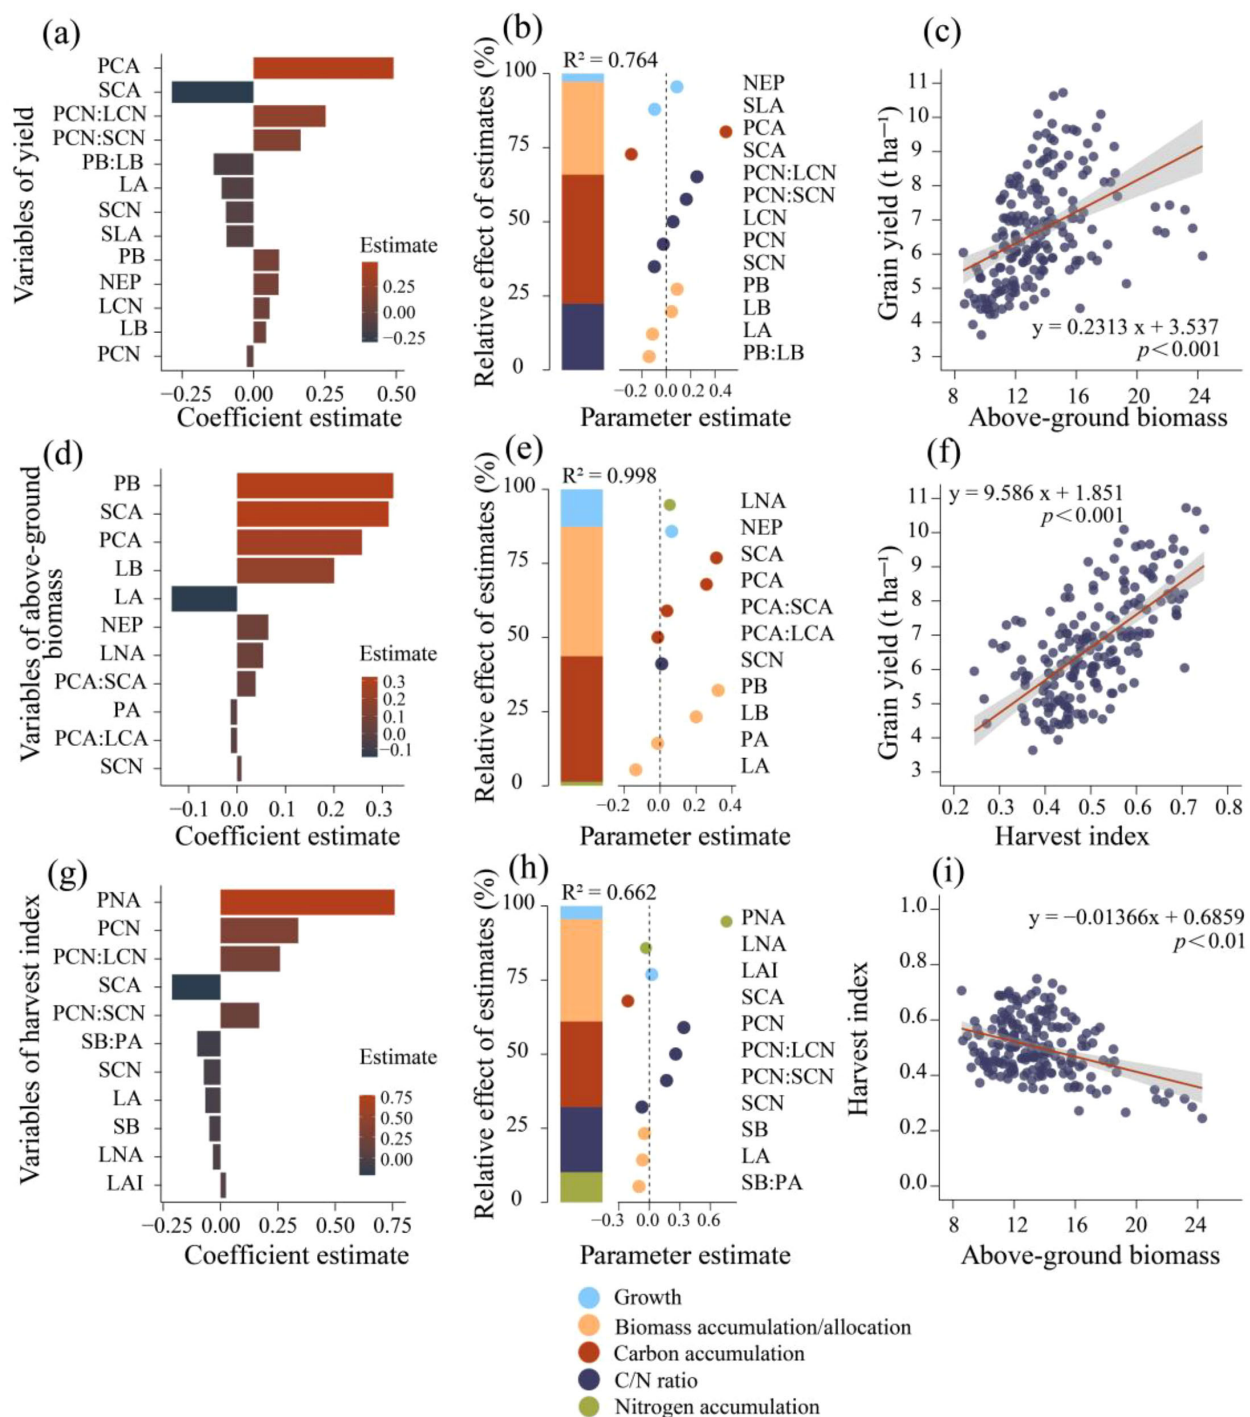 (a)
Variables of yield
PCA
SCA
PCN:LCN
PCN:SCN
PB:LB
LA
SCN
SLA
PB
NEP
LCN
LB
PCN
Estimate
0.25
0.00
−0.25
−0.25
0.00
0.25
0.50
Coefficient estimate
(b)
R² = 0.764
Relative effect of estimates (%)
100
75
50
25
0
NEP
SLA
PCA
SCA
PCN:LCN
PCN:SCN
LCN
PCN
SCN
PB
LB
LA
PB:LB
−0.2
0.0
0.2
0.4
Parameter estimate
(c)
Grain yield (t ha⁻¹)
11
10
9
8
7
6
5
4
3
y = 0.2313 x + 3.537
p<0.001
8
12
16
20
24
Above-ground biomass
(d)
Variables of above-ground
biomass
PB
SCA
PCA
LB
LA
NEP
LNA
PCA:SCA
PA
PCA:LCA
SCN
Estimate
0.3
0.2
0.1
0.0
−0.1
−0.1
0.0
0.1
0.2
0.3
Coefficient estimate
(e)
R² = 0.998
Relative effect of estimates (%)
100
75
50
25
0
LNA
NEP
SCA
PCA
PCA:SCA
PCA:LCA
SCN
PB
LB
PA
LA
−0.2
0.0
0.2
0.4
Parameter estimate
(f)
y = 9.586 x + 1.851
p<0.001
Grain yield (t ha⁻¹)
11
10
9
8
7
6
5
4
3
0.2
0.3
0.4
0.5
0.6
0.7
0.8
Harvest index
(g)
Variables of harvest index
PNA
PCN
PCN:LCN
SCA
PCN:SCN
SB:PA
SCN
LA
SB
LNA
LAI
Estimate
0.75
0.50
0.25
0.00
−0.25
0.00
0.25
0.50
0.75
Coefficient estimate
(h)
R² = 0.662
Relative effect of estimates (%)
100
75
50
25
0
PNA
LNA
LAI
SCA
PCN
PCN:LCN
PCN:SCN
SCN
SB
LA
SB:PA
−0.3
0.0
0.3
0.6
Parameter estimate
(i)
y = −0.01366x + 0.6859
p<0.01
Harvest index
1.0
0.8
0.6
0.4
0.2
0.0
8
12
16
20
24
Above-ground biomass
Growth
Biomass accumulation/allocation
Carbon accumulation
C/N ratio
Nitrogen accumulation